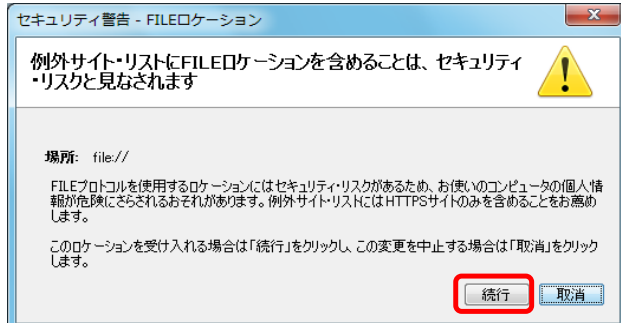 セキュリティ警告 - FILEロケーション
例外サイト・リストにFILEロケーションを含めることは、セキュリティ
・リスクと見なされます
場所: file://
FILEプロトコルを使用するロケーションにはセキュリティ・リスクがあるため、お使いのコンピュータの個人情
報が危険にさらされるおそれがあります。例外サイト・リストにはHTTPSサイトのみを含めることをお薦め
します。
このロケーションを受け入れる場合は「続行」をクリックし、この変更を中止する場合は「取消」をクリック
します。
続行 取消